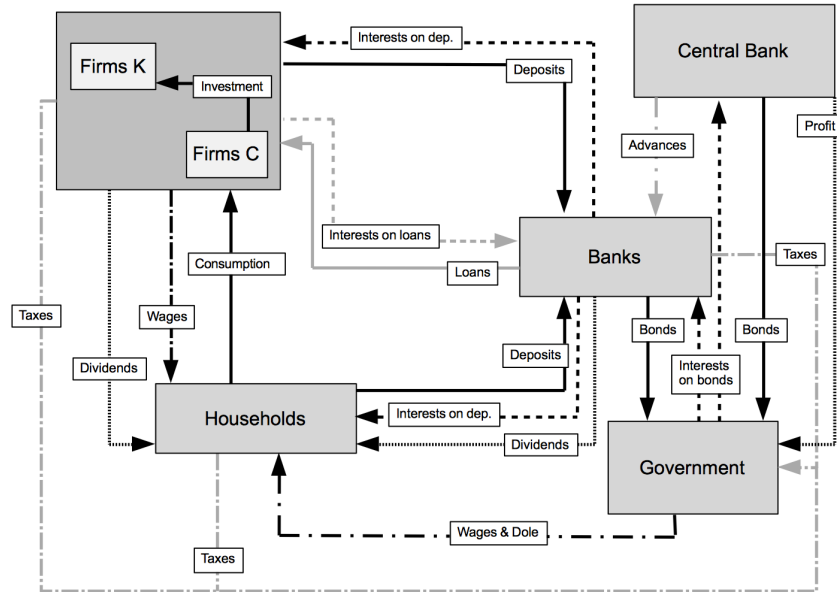 Interests on dep.
Central Bank
Firms K
Deposits
Investment
Profit
Advances
Firms C
Interests on loans
Banks
Taxes
Consumption
Loans
Taxes
Wages
Bonds
Bonds
Deposits
Dividends
Interests
on bonds
Households
Interests on dep.
Dividends
Government
Wages & Dole
Taxes